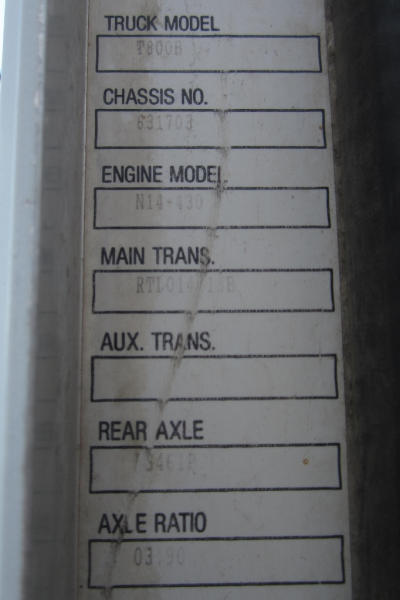 TRUCK MODEL
T800B
CHASSIS NO.
631703
ENGINE MODEL
N14-430
MAIN TRANS.
AUX. TRANS.
REAR AXLE
AXLE RATIO
03.90